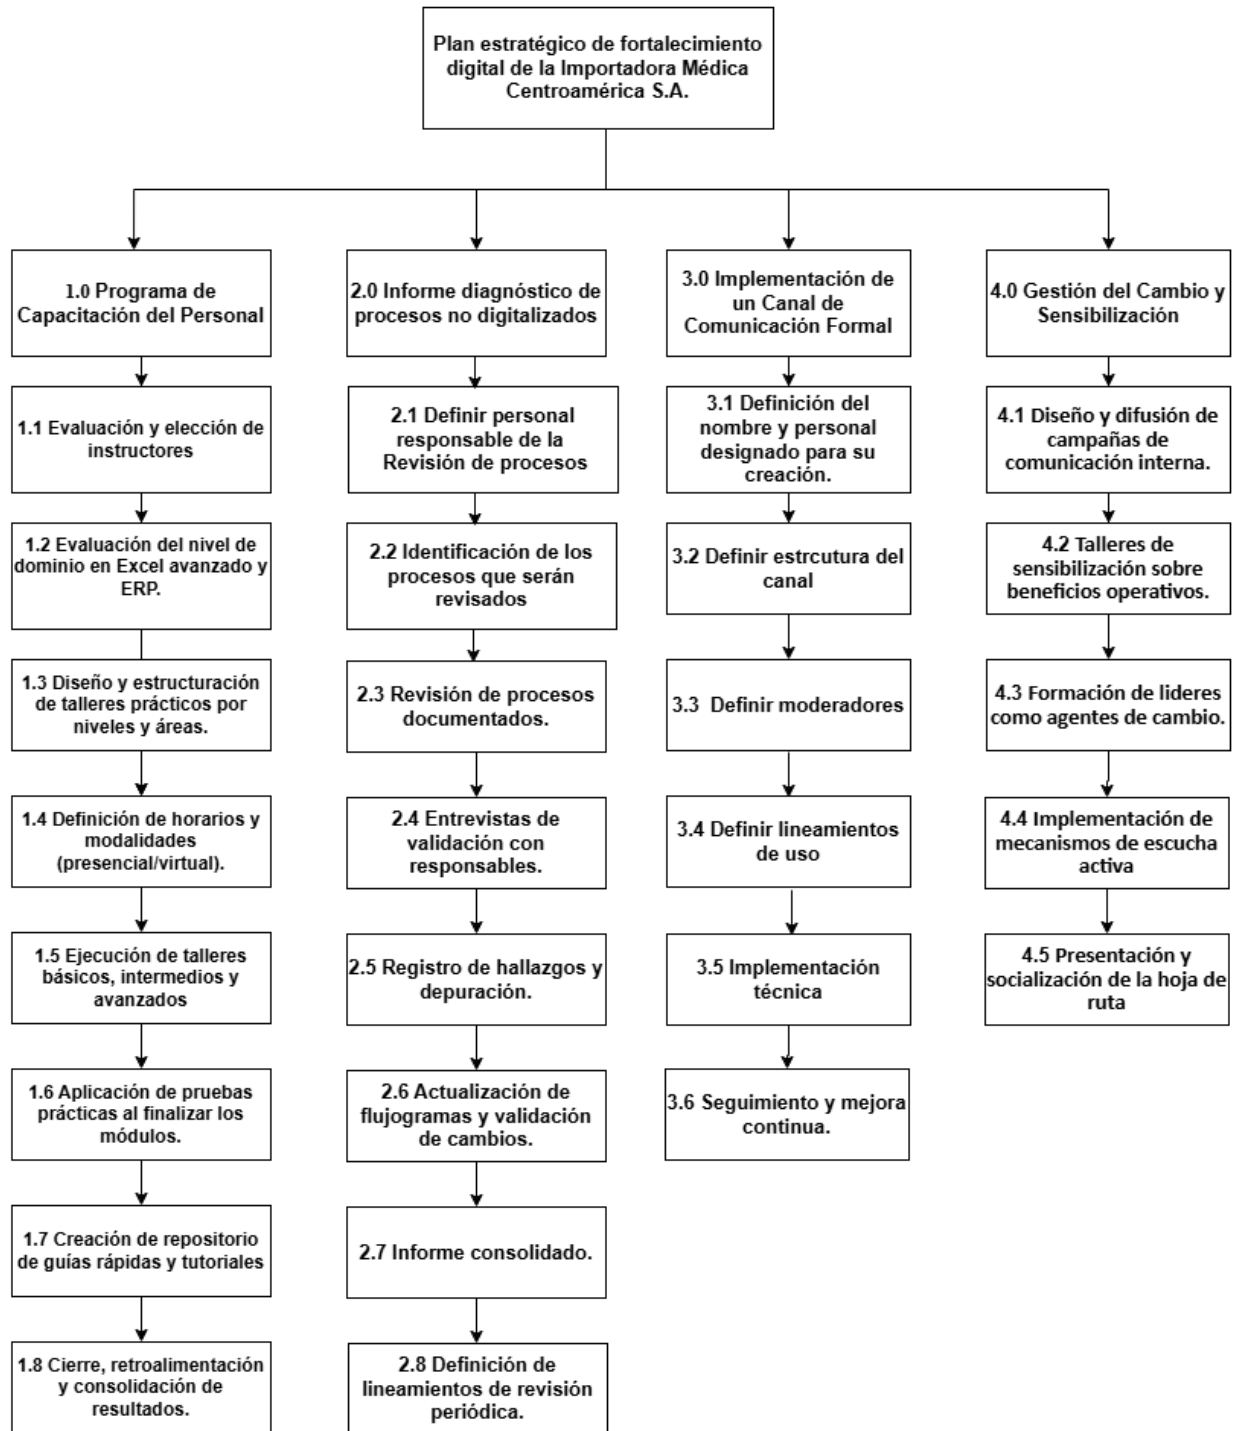 Plan estratégico de fortalecimiento
digital de la Importadora Médica
Centroamérica S.A.
1.0 Programa de
Capacitación del Personal
1.1 Evaluación y elección de
instructores
1.2 Evaluación del nivel de
dominio en Excel avanzado y
ERP.
1.3 Diseño y estructuración
de talleres prácticos por
niveles y áreas.
1.4 Definición de horarios y
modalidades
(presencial/virtual).
1.5 Ejecución de talleres
básicos, intermedios y
avanzados
1.6 Aplicación de pruebas
prácticas al finalizar los
módulos.
1.7 Creación de repositorio
de guías rápidas y tutoriales
1.8 Cierre, retroalimentación
y consolidación de
resultados.
2.0 Informe diagnóstico de
procesos no digitalizados
2.1 Definir personal
responsable de la
Revisión de procesos
2.2 Identificación de los
procesos que serán
revisados
2.3 Revisión de procesos
documentados.
2.4 Entrevistas de
validación con
responsables.
2.5 Registro de hallazgos y
depuración.
2.6 Actualización de
flujogramas y validación
de cambios.
2.7 Informe consolidado.
2.8 Definición de
lineamientos de revisión
periódica.
3.0 Implementación de
un Canal de
Comunicación Formal
3.1 Definición del
nombre y personal
designado para su
creación.
3.2 Definir estrcutura del
canal
3.3 Definir moderadores
3.4 Definir lineamientos
de uso
3.5 Implementación
técnica
3.6 Seguimiento y mejora
continua.
4.0 Gestión del Cambio y
Sensibilización
4.1 Diseño y difusión de
campañas de
comunicación interna.
4.2 Talleres de
sensibilización sobre
beneficios operativos.
4.3 Formación de lideres
como agentes de cambio.
4.4 Implementación de
mecanismos de escucha
activa
4.5 Presentación y
socialización de la hoja de
ruta